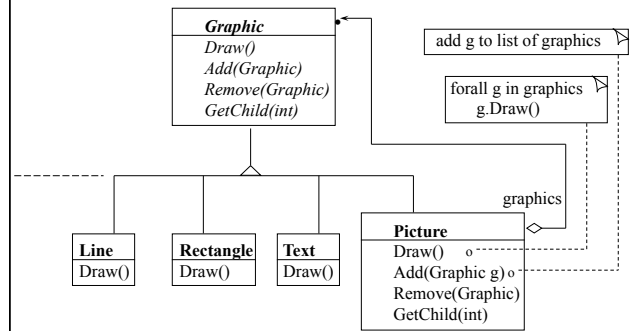 Graphic
Draw()
Add(Graphic)
Remove(Graphic)
GetChild(int)
add g to list of graphics
forall g in graphics
g.Draw()
graphics
Line
Draw()
Rectangle
Draw()
Text
Draw()
Picture
Draw()
Add(Graphic g)
Remove(Graphic)
GetChild(int)